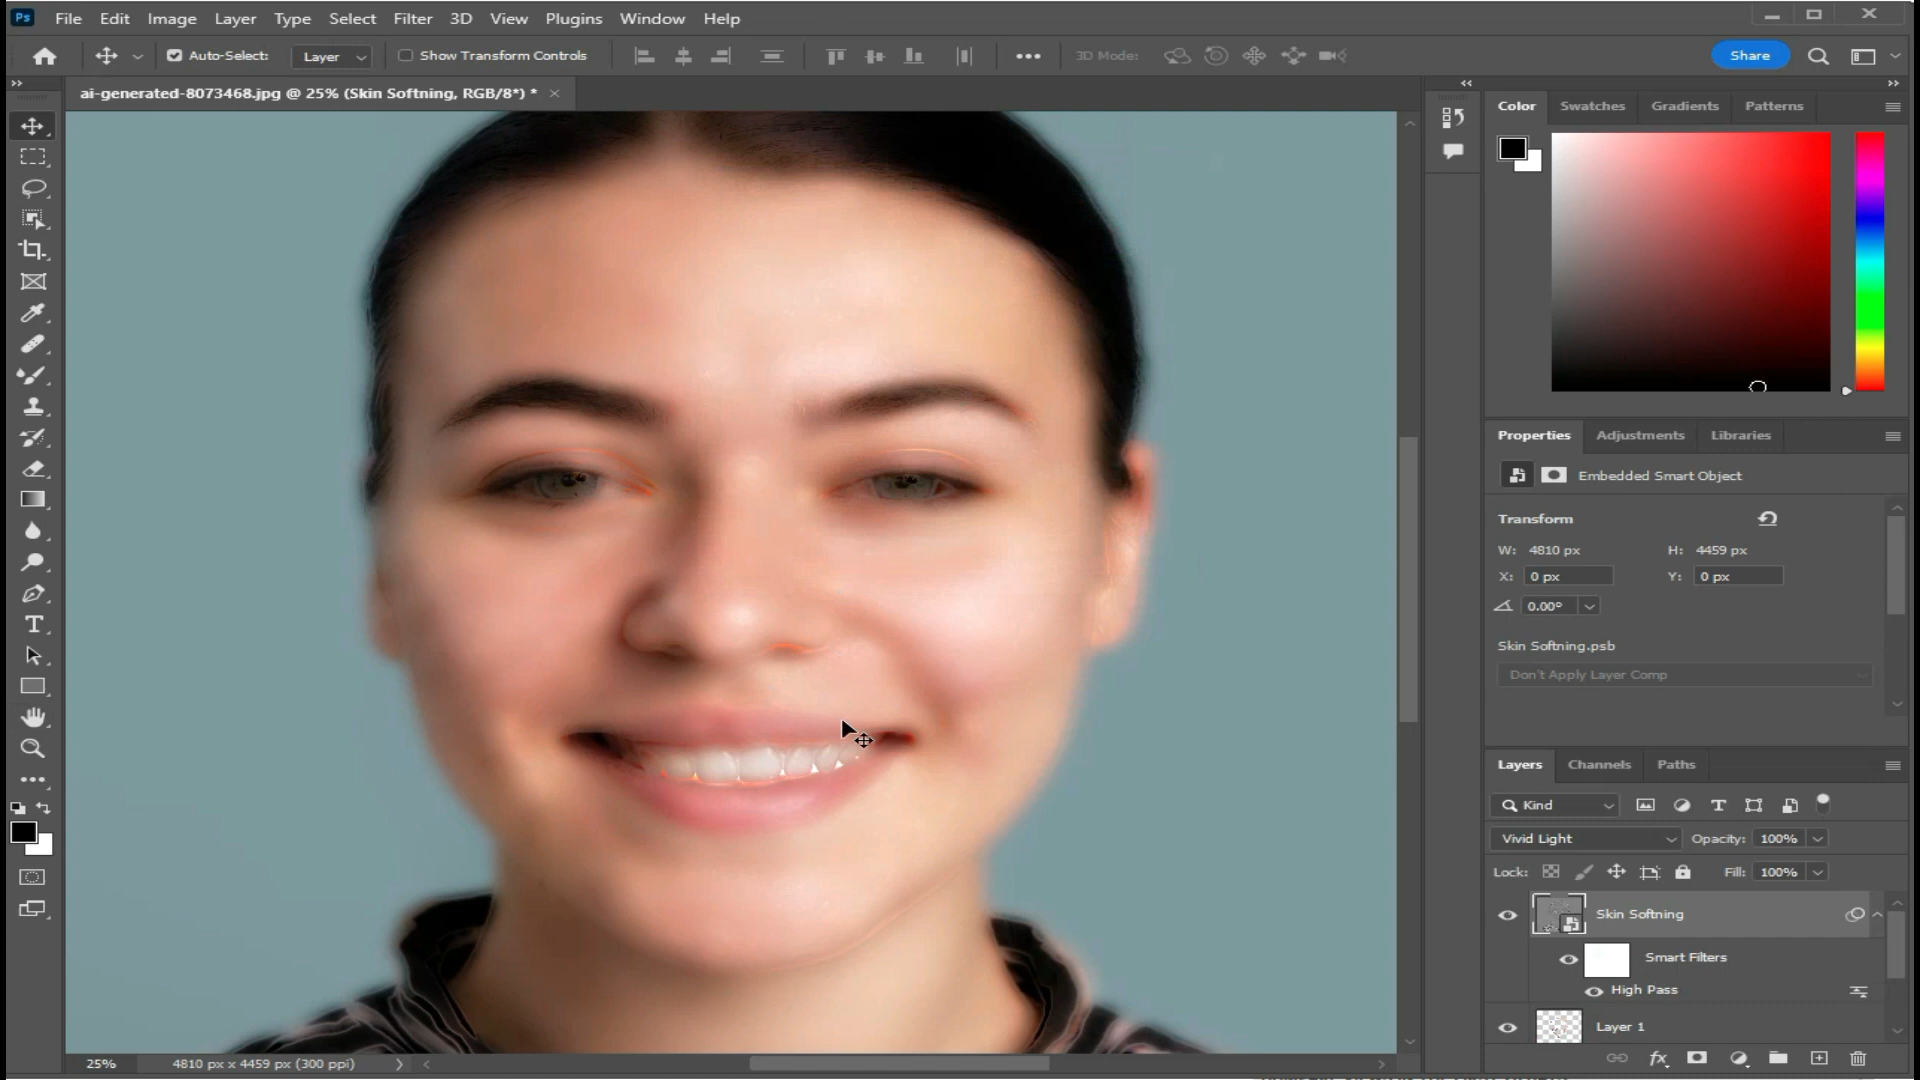 Ps File Edit Image Layer Type Select Filter 3D View Plugins Window Help
Auto-Select: Layer Show Transform Controls 3D Mode: Share
ai-generated-8073468.jpg @ 25% (Skin Softning, RGB/8*) * ×
Color Swatches Gradients Patterns
Properties Adjustments Libraries
Embedded Smart Object
Transform
W: 4810 px H: 4459 px
X: 0 px Y: 0 px
0.00°
Skin Softning.psb
Don't Apply Layer Comp
Layers Channels Paths
Kind
Vivid Light Opacity: 100%
Lock: Fill: 100%
Skin Softning
Smart Filters
High Pass
Layer 1
25% 4810 px x 4459 px (300 ppi)